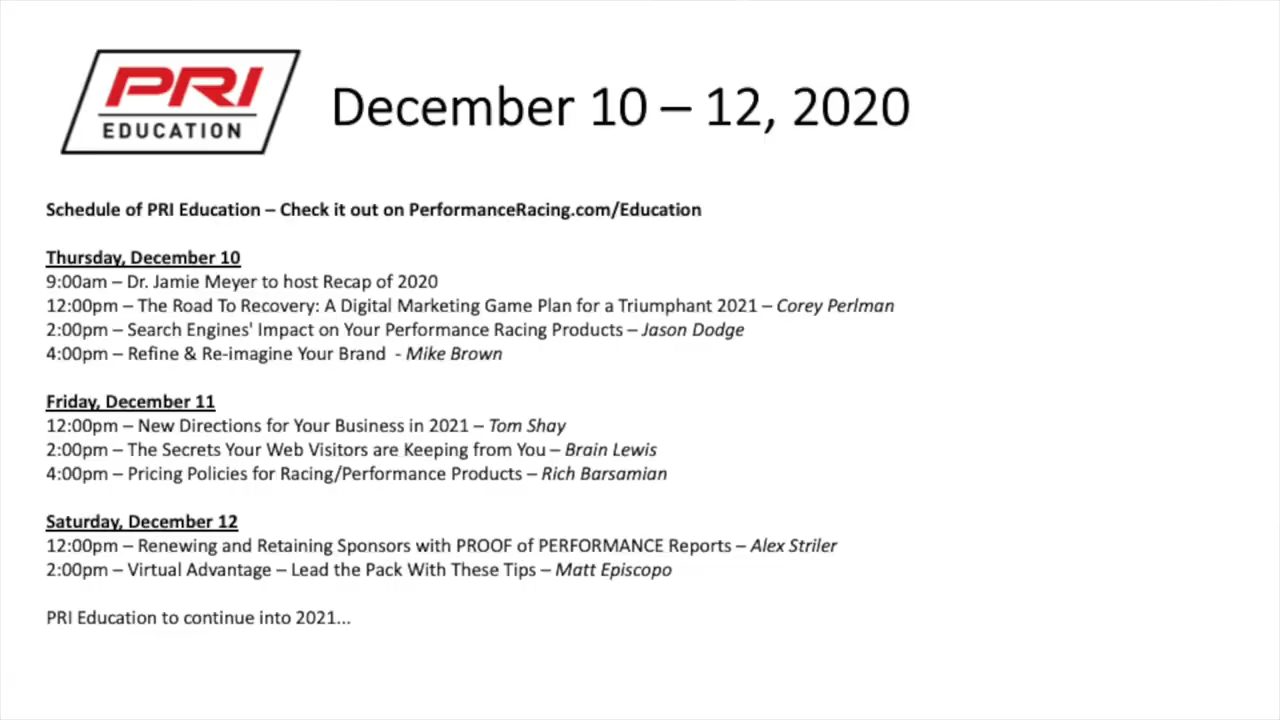 PRI
EDUCATION
December 10 – 12, 2020
Schedule of PRI Education – Check it out on PerformanceRacing.com/Education
Thursday, December 10
9:00am – Dr. Jamie Meyer to host Recap of 2020
12:00pm – The Road To Recovery: A Digital Marketing Game Plan for a Triumphant 2021 – Corey Perlman
2:00pm – Search Engines' Impact on Your Performance Racing Products – Jason Dodge
4:00pm – Refine & Re-imagine Your Brand - Mike Brown
Friday, December 11
12:00pm – New Directions for Your Business in 2021 – Tom Shay
2:00pm – The Secrets Your Web Visitors are Keeping from You – Brain Lewis
4:00pm – Pricing Policies for Racing/Performance Products – Rich Barsamian
Saturday, December 12
12:00pm – Renewing and Retaining Sponsors with PROOF of PERFORMANCE Reports – Alex Striler
2:00pm – Virtual Advantage – Lead the Pack With These Tips – Matt Episcopo
PRI Education to continue into 2021...